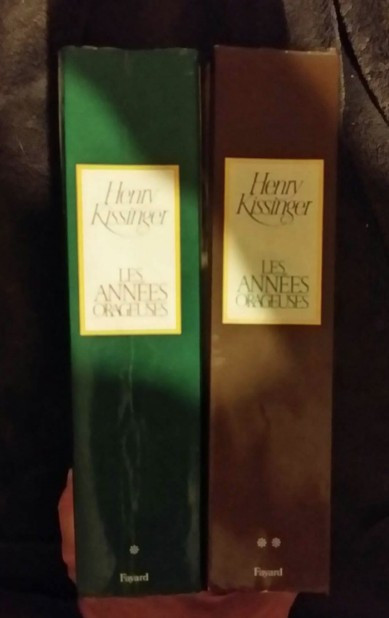 Henry
Kissinger
LES
ANNÉES
ORAGEUSES
Fayard
Henry
Kissinger
LES
ANNÉES
ORAGEUSES
Fayard